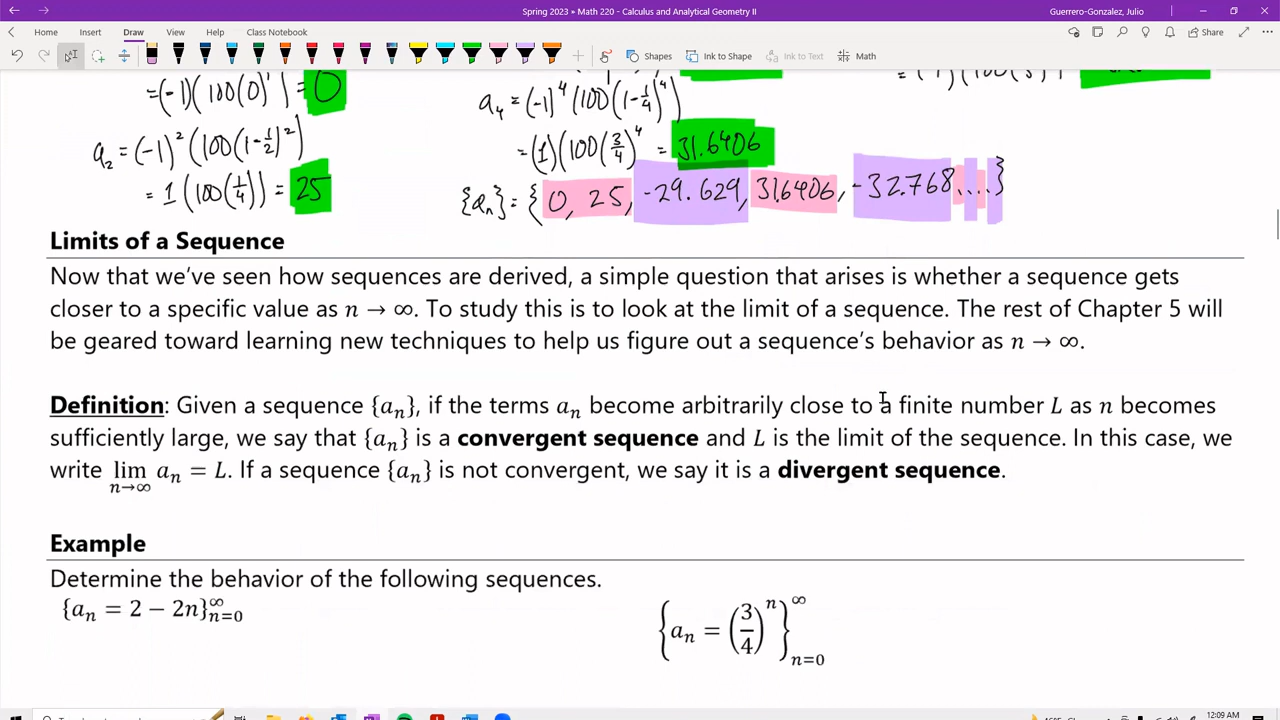 Spring 2023 » Math 220 - Calculus and Analytical Geometry II
Guerrero-Gonzalez, Julio
Home Insert Draw View Help Class Notebook
Share
Shapes Ink to Shape Ink to Text Math
=(-1)(100(0)¹) = 0
a₂ = (-1)²(100(1-½)²)
= 1(100(¼)) = 25
a₄ = (-1)⁴(100(1-¼)⁴)
=(1)(100(¾)⁴ = 31.6406
{aₙ} = {0, 25, -29.629, 31.6406, -32.768....}
Limits of a Sequence
Now that we’ve seen how sequences are derived, a simple question that arises is whether a sequence gets
closer to a specific value as n → ∞. To study this is to look at the limit of a sequence. The rest of Chapter 5 will
be geared toward learning new techniques to help us figure out a sequence’s behavior as n → ∞.
Definition: Given a sequence {aₙ}, if the terms aₙ become arbitrarily close to a finite number L as n becomes
sufficiently large, we say that {aₙ} is a convergent sequence and L is the limit of the sequence. In this case, we
write lim n→∞ aₙ = L. If a sequence {aₙ} is not convergent, we say it is a divergent sequence.
Example
Determine the behavior of the following sequences.
{aₙ = 2 − 2n}∞ n=0
{aₙ = (3/4)ⁿ}∞ n=0
12:09 AM